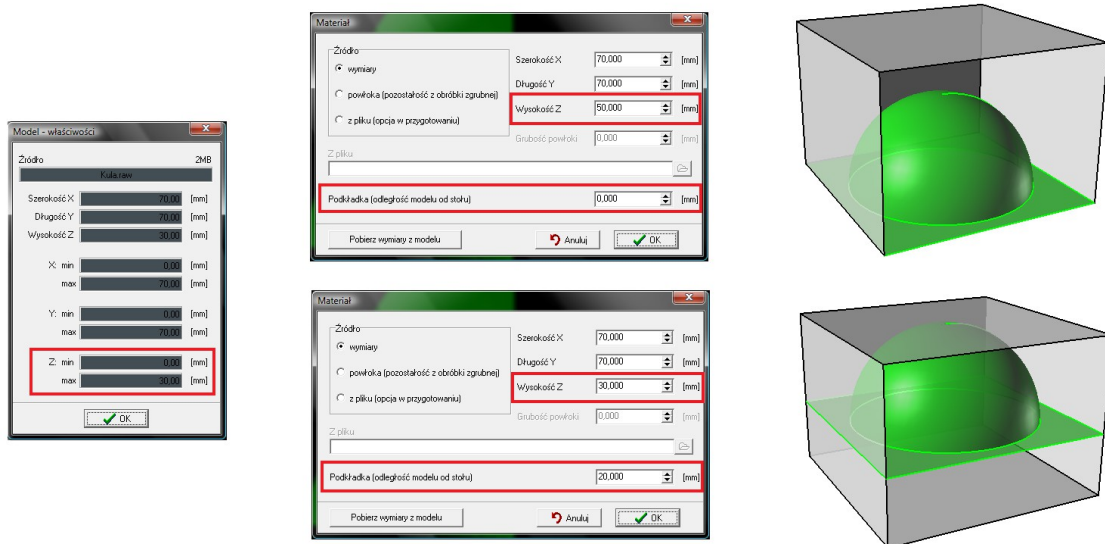 Model - właściwości
Źródło 2MB
Kula.raw
Szerokość X 70,00 [mm]
Długość Y 70,00 [mm]
Wysokość Z 30,00 [mm]
X: min 0,00 [mm]
max 70,00 [mm]
Y: min 0,00 [mm]
max 70,00 [mm]
Z: min 0,00 [mm]
max 30,00 [mm]
OK
Materiał
Źródło
wymiary
powłoka (pozostałość z obróbki zgrubnej)
z pliku (opcja w przygotowaniu)
Szerokość X 70,000 [mm]
Długość Y 70,000 [mm]
Wysokość Z 50,000 [mm]
Grubość powłoki 0,000 [mm]
Z pliku
Podkładka (odległość modelu od stołu) 0,000 [mm]
Pobierz wymiary z modelu Anuluj OK
Materiał
Źródło
wymiary
powłoka (pozostałość z obróbki zgrubnej)
z pliku (opcja w przygotowaniu)
Szerokość X 70,000 [mm]
Długość Y 70,000 [mm]
Wysokość Z 30,000 [mm]
Grubość powłoki 0,000 [mm]
Z pliku
Podkładka (odległość modelu od stołu) 20,000 [mm]
Pobierz wymiary z modelu Anuluj OK